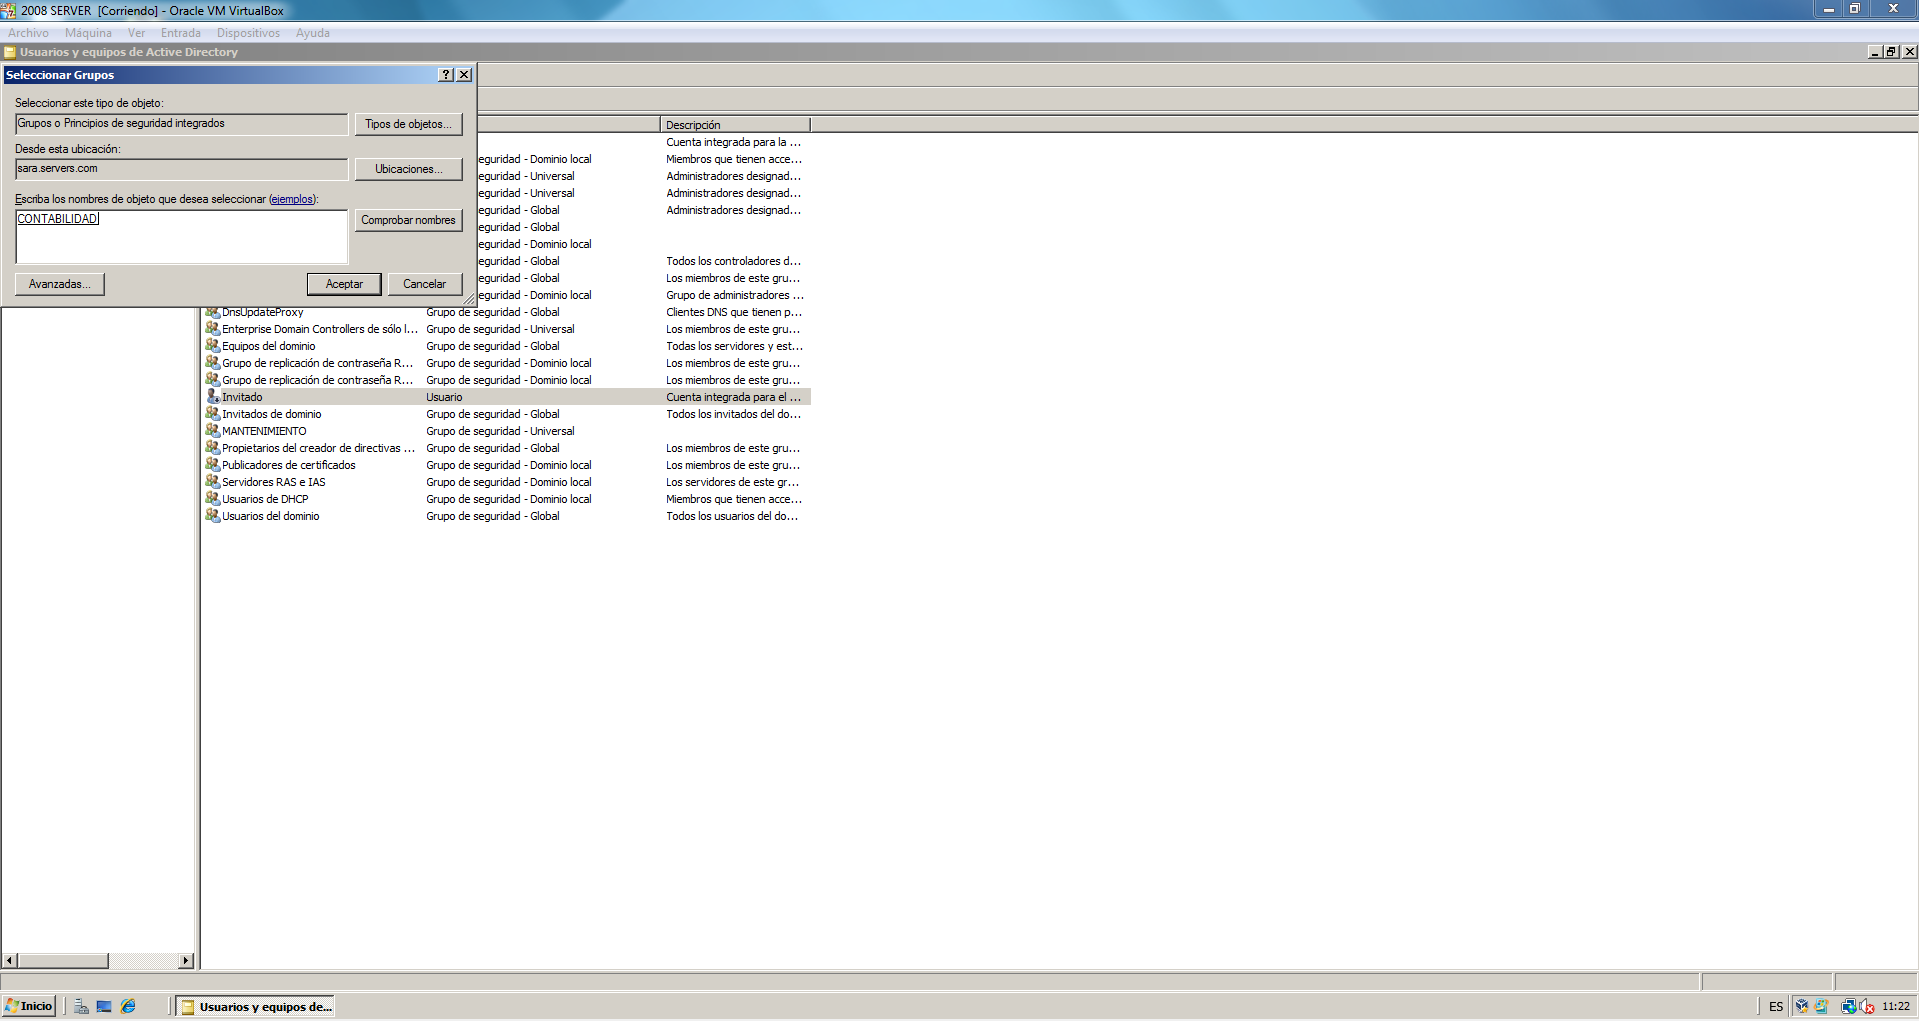 2008 SERVER [Corriendo] - Oracle VM VirtualBox
Archivo Máquina Ver Entrada Dispositivos Ayuda
Usuarios y equipos de Active Directory
Seleccionar Grupos
Seleccionar este tipo de objeto:
Grupos o Principios de seguridad integrados
Tipos de objetos...
Desde esta ubicación:
sara.servers.com
Ubicaciones...
Escriba los nombres de objeto que desea seleccionar (ejemplos):
CONTABILIDAD
Comprobar nombres
Avanzadas...
Aceptar
Cancelar
Descripción
Cuenta integrada para la ...
eguridad - Dominio local Miembros que tienen acce...
eguridad - Universal Administradores designad...
eguridad - Universal Administradores designad...
eguridad - Global Administradores designad...
eguridad - Global
eguridad - Dominio local
eguridad - Global Todos los controladores d...
eguridad - Global Los miembros de este gru...
eguridad - Dominio local Grupo de administradores ...
DnsUpdateProxy Grupo de seguridad - Global Clientes DNS que tienen p...
Enterprise Domain Controllers de sólo l... Grupo de seguridad - Universal Los miembros de este gru...
Equipos del dominio Grupo de seguridad - Global Todas los servidores y est...
Grupo de replicación de contraseña R... Grupo de seguridad - Dominio local Los miembros de este gru...
Grupo de replicación de contraseña R... Grupo de seguridad - Dominio local Los miembros de este gru...
Invitado Usuario Cuenta integrada para el ...
Invitados de dominio Grupo de seguridad - Global Todos los invitados del do...
MANTENIMIENTO Grupo de seguridad - Universal
Propietarios del creador de directivas ... Grupo de seguridad - Global Los miembros de este gru...
Publicadores de certificados Grupo de seguridad - Dominio local Los miembros de este gru...
Servidores RAS e IAS Grupo de seguridad - Dominio local Los servidores de este gr...
Usuarios de DHCP Grupo de seguridad - Dominio local Miembros que tienen acce...
Usuarios del dominio Grupo de seguridad - Global Todos los usuarios del do...
Inicio
Usuarios y equipos de...
ES
11:22